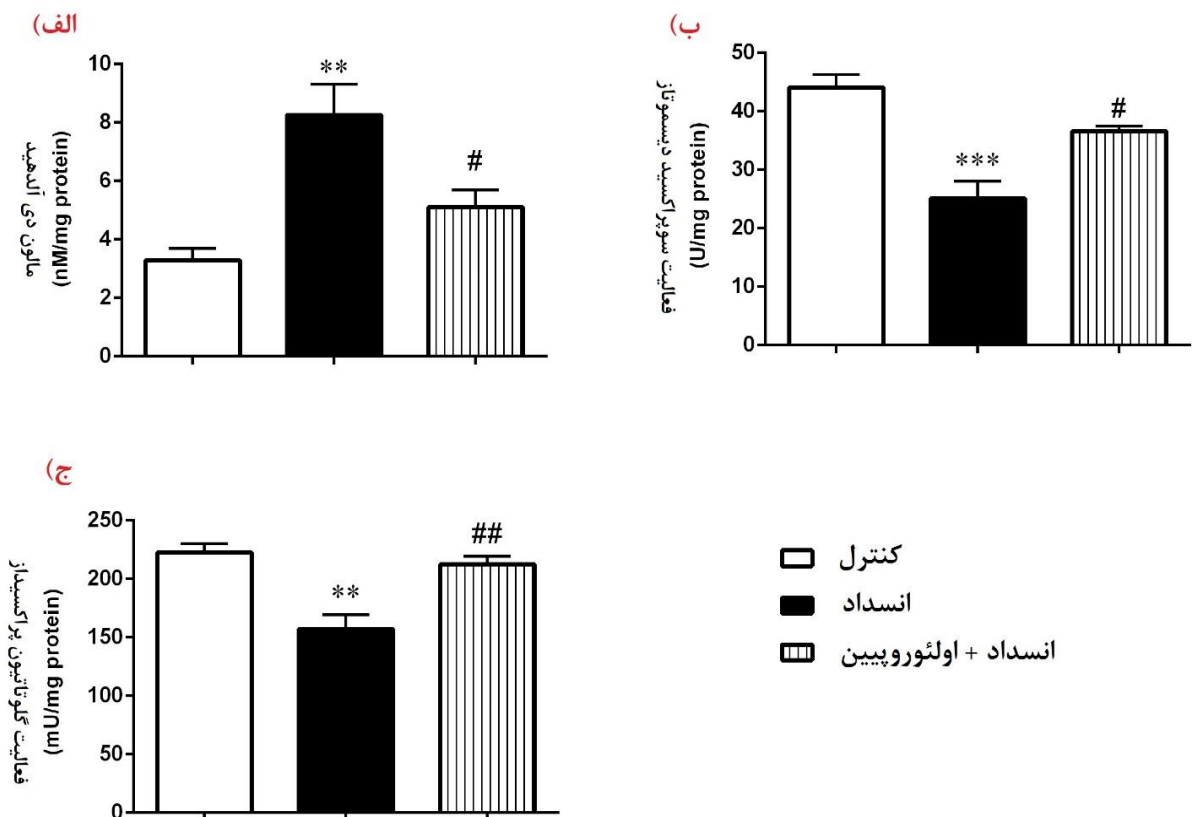 الف)
مالون دی آلدهید
(nM/mg protein)
10
8
6
4
2
0
**
#
ب)
فعالیت سوپراکسید دیسموتاز
(U/mg protein)
50
40
30
20
10
0
***
#
ج)
فعالیت گلوتاتیون پراکسیداز
(mU/mg protein)
250
200
150
100
50
0
**
##
کنترل
انسداد
انسداد + اولئوروپیین